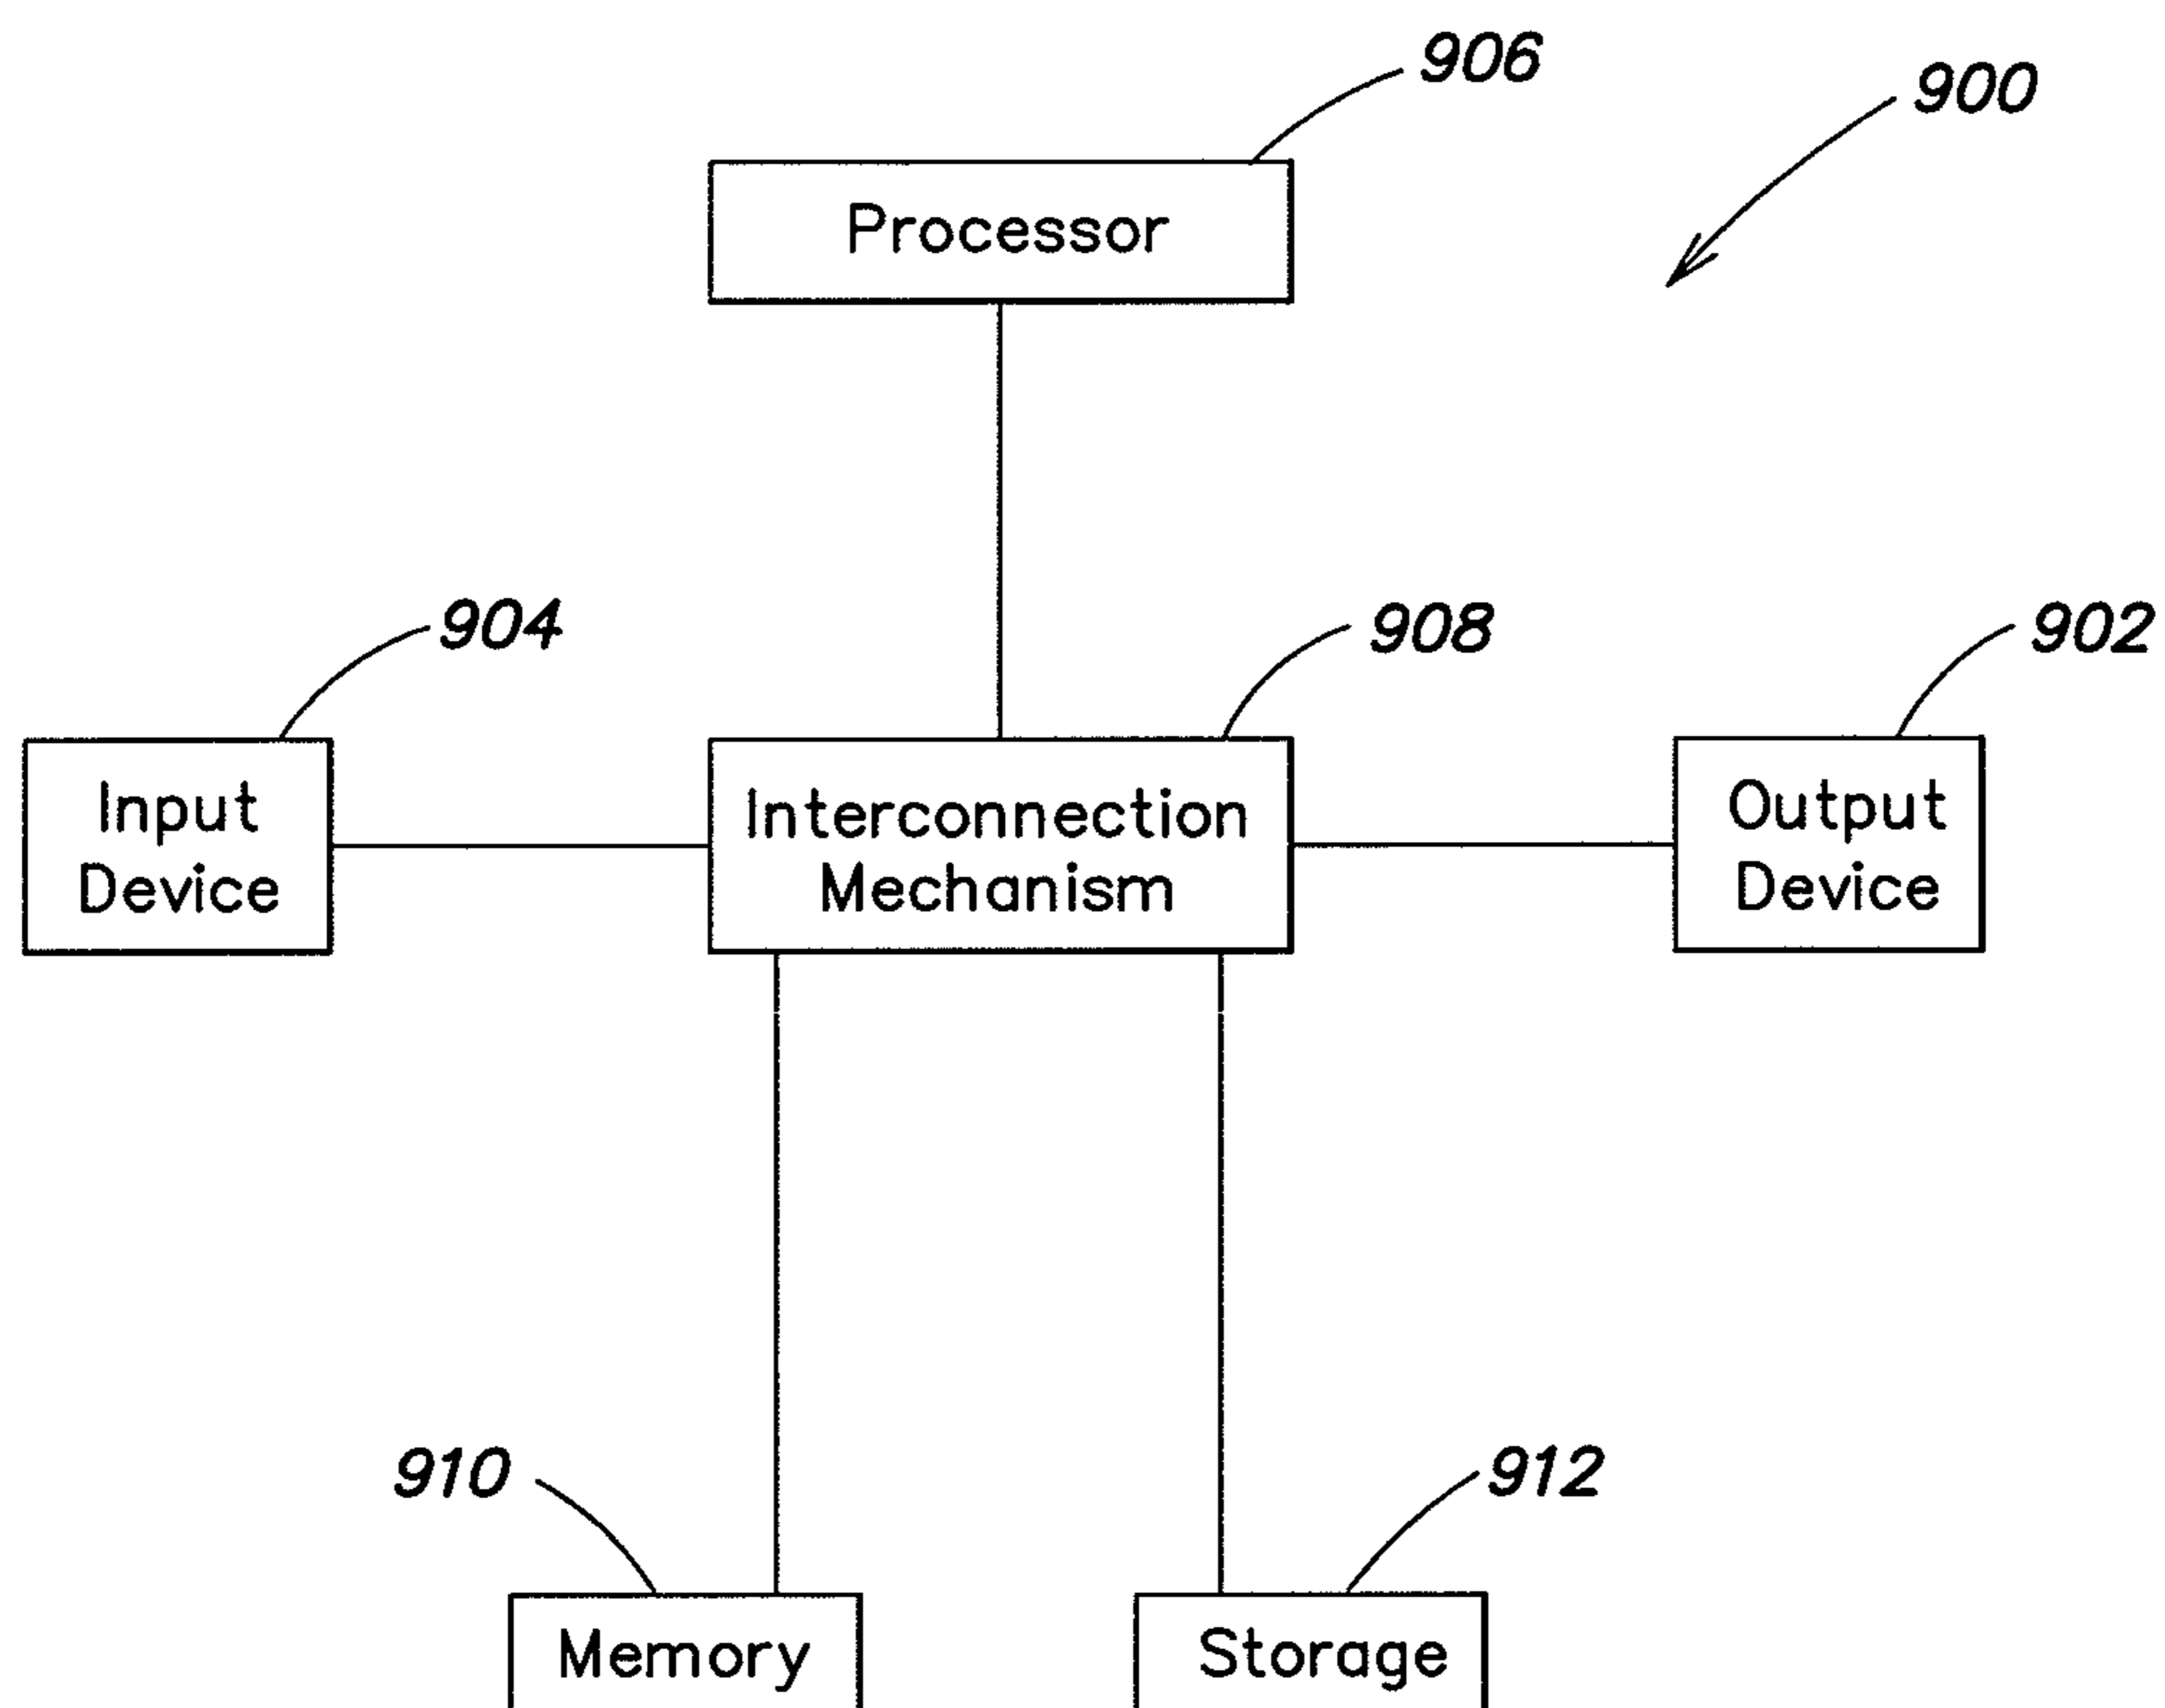 906
900
Processor
904
908
902
Input
Device
Interconnection
Mechanism
Output
Device
910
912
Memory
Storage